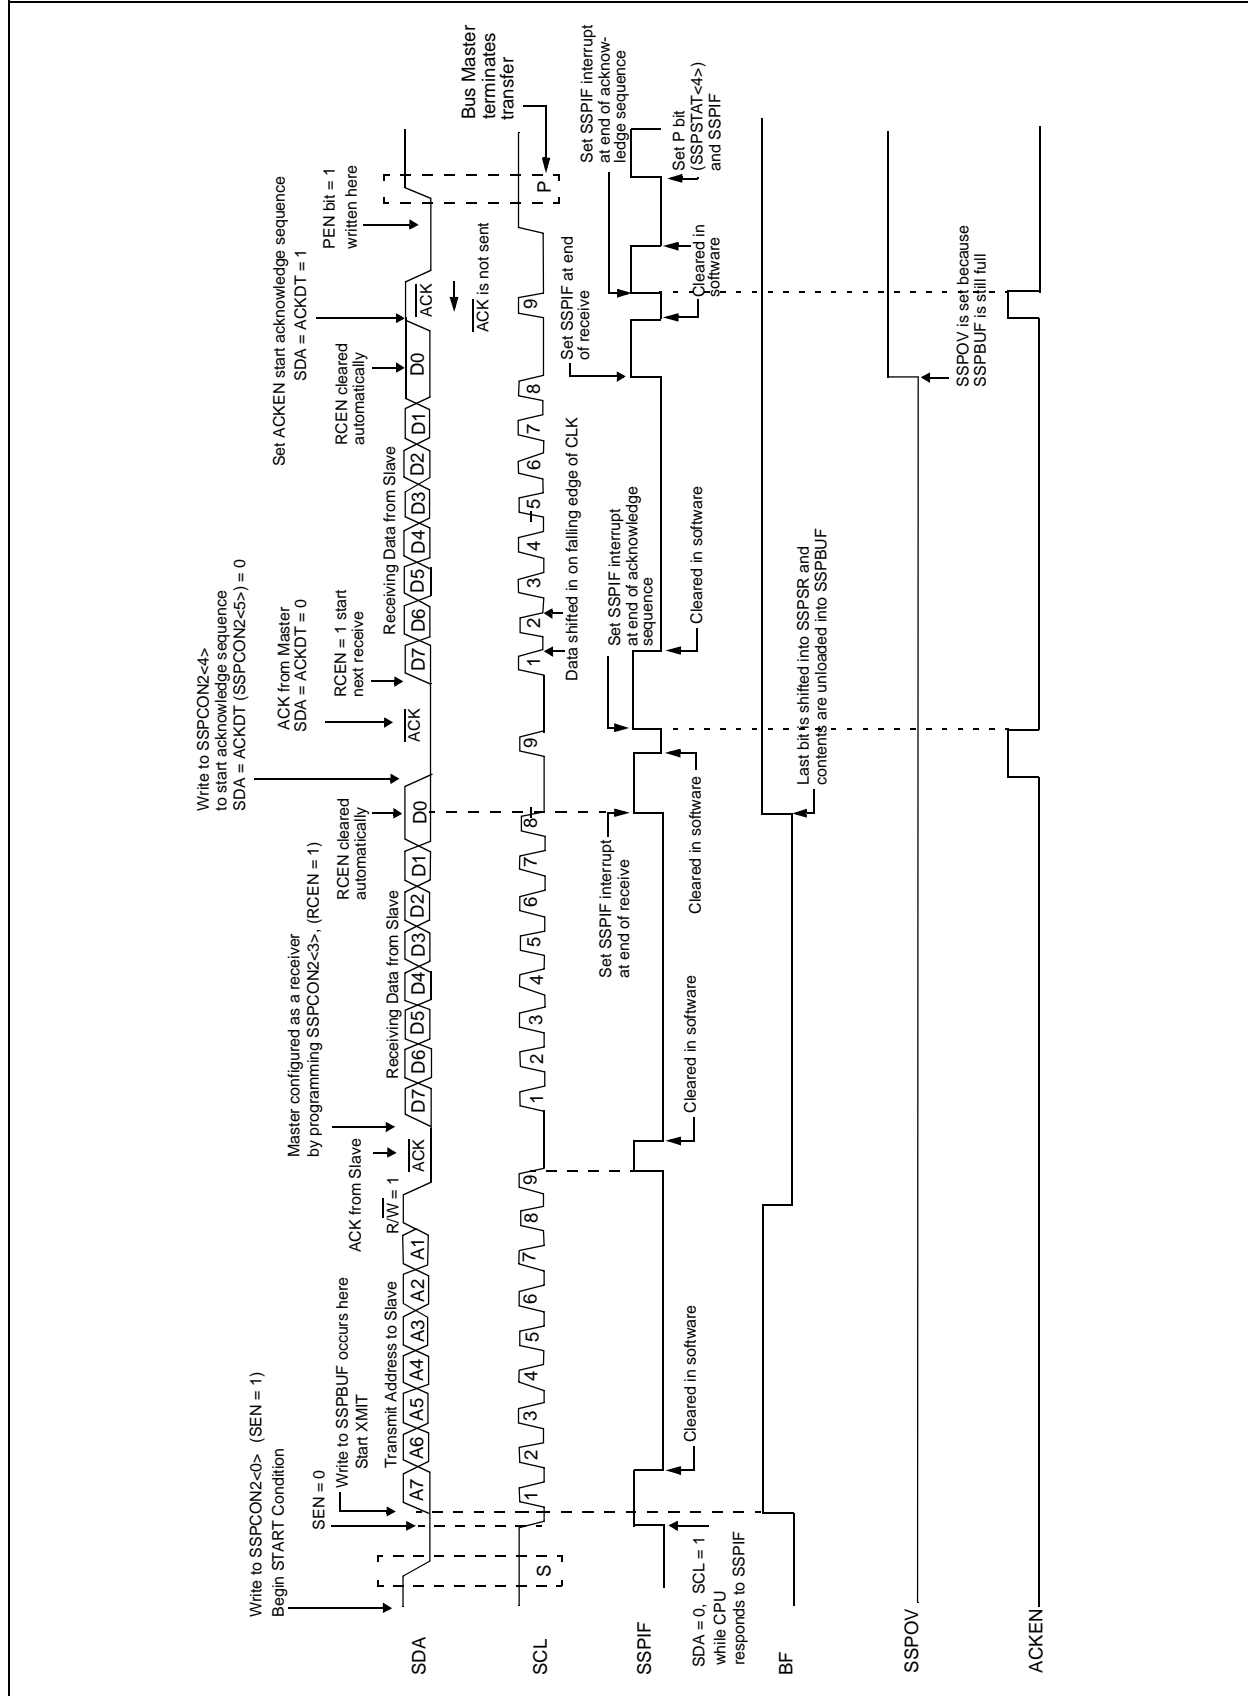 Write to SSPCON2<0> (SEN = 1)
Begin START Condition
SEN = 0
Write to SSPBUF occurs here
Start XMIT
Transmit Address to Slave
ACK from Slave
R/W = 1
Master configured as a receiver
by programming SSPCON2<3>, (RCEN = 1)
Receiving Data from Slave
RCEN cleared
automatically
Write to SSPCON2<4>
to start acknowledge sequence
SDA = ACKDT (SSPCON2<5>) = 0
ACK from Master
SDA = ACKDT = 0
RCEN = 1 start
next receive
Receiving Data from Slave
RCEN cleared
automatically
Set ACKEN start acknowledge sequence
SDA = ACKDT = 1
PEN bit = 1
written here
SDA
A7 A6 A5 A4 A3 A2 A1
ACK
D7 D6 D5 D4 D3 D2 D1 D0
ACK
D7 D6 D5 D4 D3 D2 D1 D0
ACK
ACK is not sent
Bus Master
terminates
transfer
SCL
S
1 2 3 4 5 6 7 8 9
1 2 3 4 5 6 7 8 9
1 2 3 4 5 6 7 8 9
P
Data shifted in on falling edge of CLK
SSPIF
Set SSPIF interrupt
at end of receive
Set SSPIF interrupt
at end of acknowledge
sequence
Set SSPIF at end
of receive
Set SSPIF interrupt
at end of acknow-
ledge sequence
SDA = 0, SCL = 1
while CPU
responds to SSPIF
Cleared in software
Cleared in software
Cleared in software
Cleared in software
Cleared in
software
Set P bit
(SSPSTAT<4>)
and SSPIF
BF
Last bit is shifted into SSPSR and
contents are unloaded into SSPBUF
SSPOV
SSPOV is set because
SSPBUF is still full
ACKEN